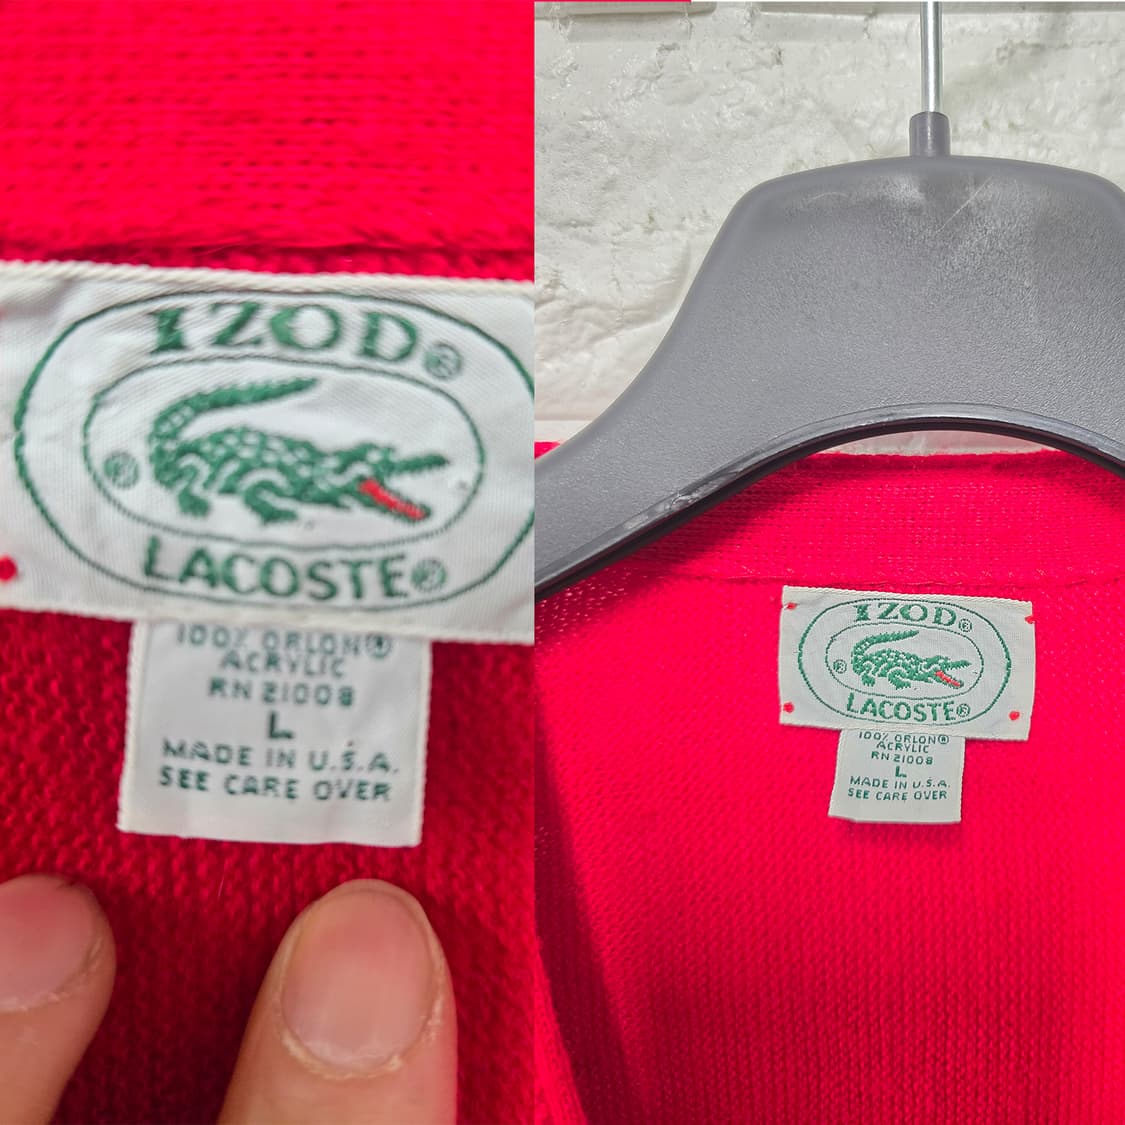 IZOD®
®
LACOSTE®
100% ORLON®
ACRYLIC
RN 21008
L
MADE IN U.S.A.
SEE CARE OVER
IZOD®
®
LACOSTE®
100% ORLON®
ACRYLIC
RN 21008
L
MADE IN U.S.A.
SEE CARE OVER